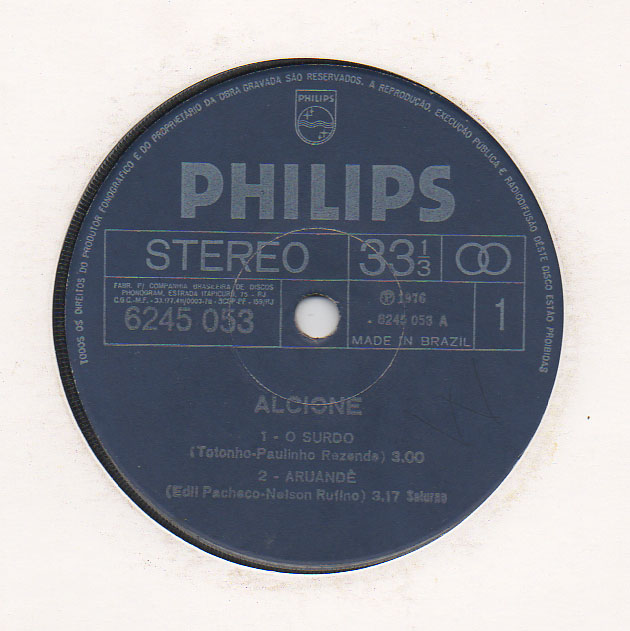 TODOS OS DIREITOS DO PRODUTOR FONOGRÁFICO E DO PROPRIETÁRIO DA OBRA GRAVADA SÃO RESERVADOS. A REPRODUÇÃO, EXECUÇÃO PÚBLICA E RADIODIFUSÃO DESTE DISCO ESTÃO PROIBIDAS
PHILIPS
PHILIPS
STEREO 33 1/3
FABR. P/ COMPANHIA BRASILEIRA DE DISCOS
PHONOGRAM, ESTRADA ITAPICURU, 75 - RJ
6245 053
Ⓟ 1976
6245 053 A
MADE IN BRAZIL
1
ALCIONE
1 - O SURDO
(Totonho-Paulinho Rezende) 3.00
2 - ARUANDÊ
(Edil Pacheco-Nelson Rufino) 3.17 Saturno